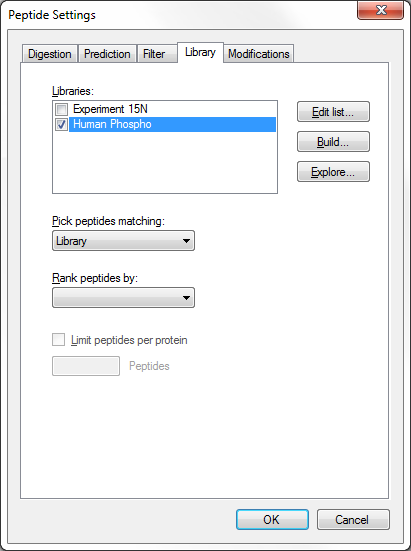 Peptide Settings
Digestion Prediction Filter Library Modifications
Libraries:
Experiment 15N
Human Phospho
Edit list...
Build...
Explore...
Pick peptides matching:
Library
Rank peptides by:
Limit peptides per protein
Peptides
OK Cancel